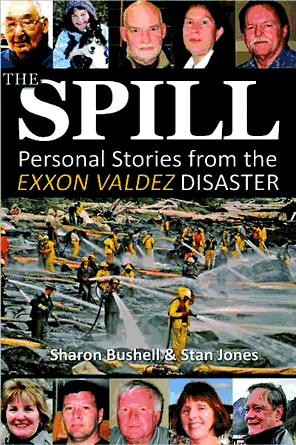 THE
SPILL
Personal Stories from the
EXXON VALDEZ DISASTER
Sharon Bushell & Stan Jones